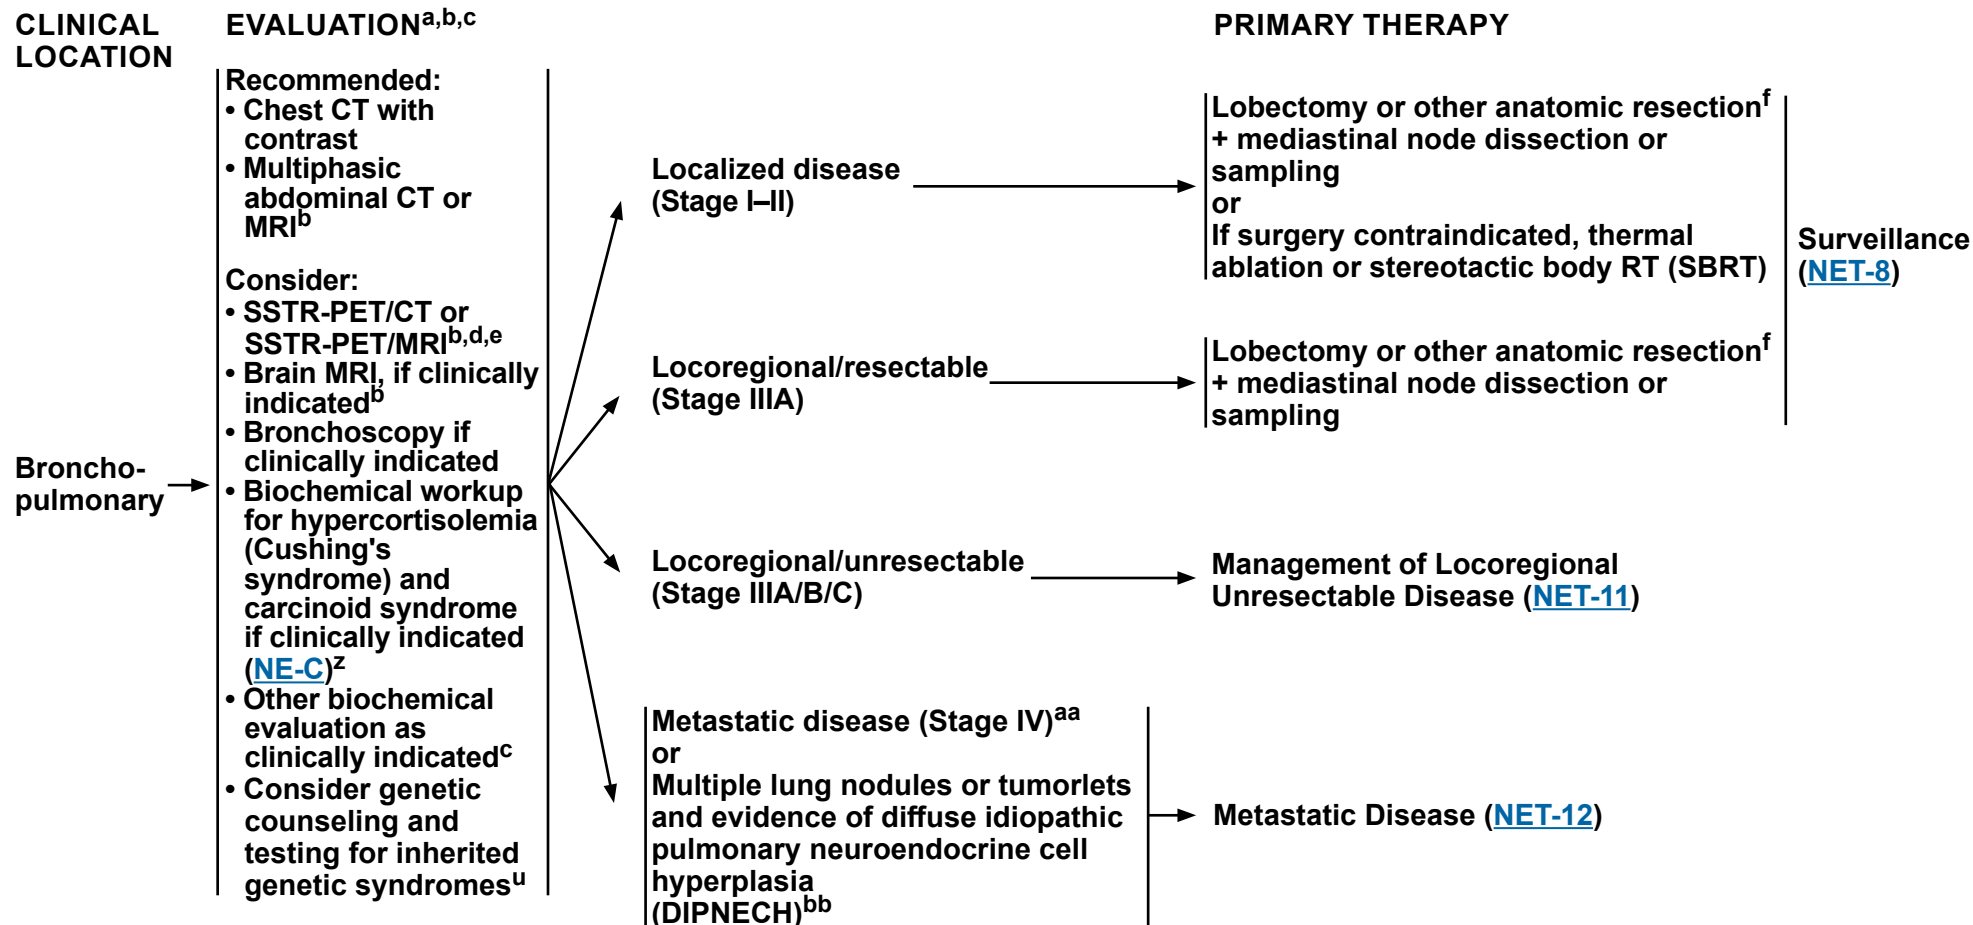 CLINICAL
LOCATION
EVALUATIONa,b,c
PRIMARY THERAPY
Broncho-
pulmonary
Recommended:
• Chest CT with
contrast
• Multiphasic
abdominal CT or
MRIb
Consider:
• SSTR-PET/CT or
SSTR-PET/MRIb,d,e
• Brain MRI, if clinically
indicatedb
• Bronchoscopy if
clinically indicated
• Biochemical workup
for hypercortisolemia
(Cushing's
syndrome) and
carcinoid syndrome
if clinically indicated
(NE-C)z
• Other biochemical
evaluation as
clinically indicatedc
• Consider genetic
counseling and
testing for inherited
genetic syndromesu
Localized disease
(Stage I–II)
Lobectomy or other anatomic resectionf
+ mediastinal node dissection or
sampling
or
If surgery contraindicated, thermal
ablation or stereotactic body RT (SBRT)
Locoregional/resectable
(Stage IIIA)
Lobectomy or other anatomic resectionf
+ mediastinal node dissection or
sampling
Surveillance
(NET-8)
Locoregional/unresectable
(Stage IIIA/B/C)
Management of Locoregional
Unresectable Disease (NET-11)
Metastatic disease (Stage IV)aa
or
Multiple lung nodules or tumorlets
and evidence of diffuse idiopathic
pulmonary neuroendocrine cell
hyperplasia
(DIPNECH)bb
Metastatic Disease (NET-12)